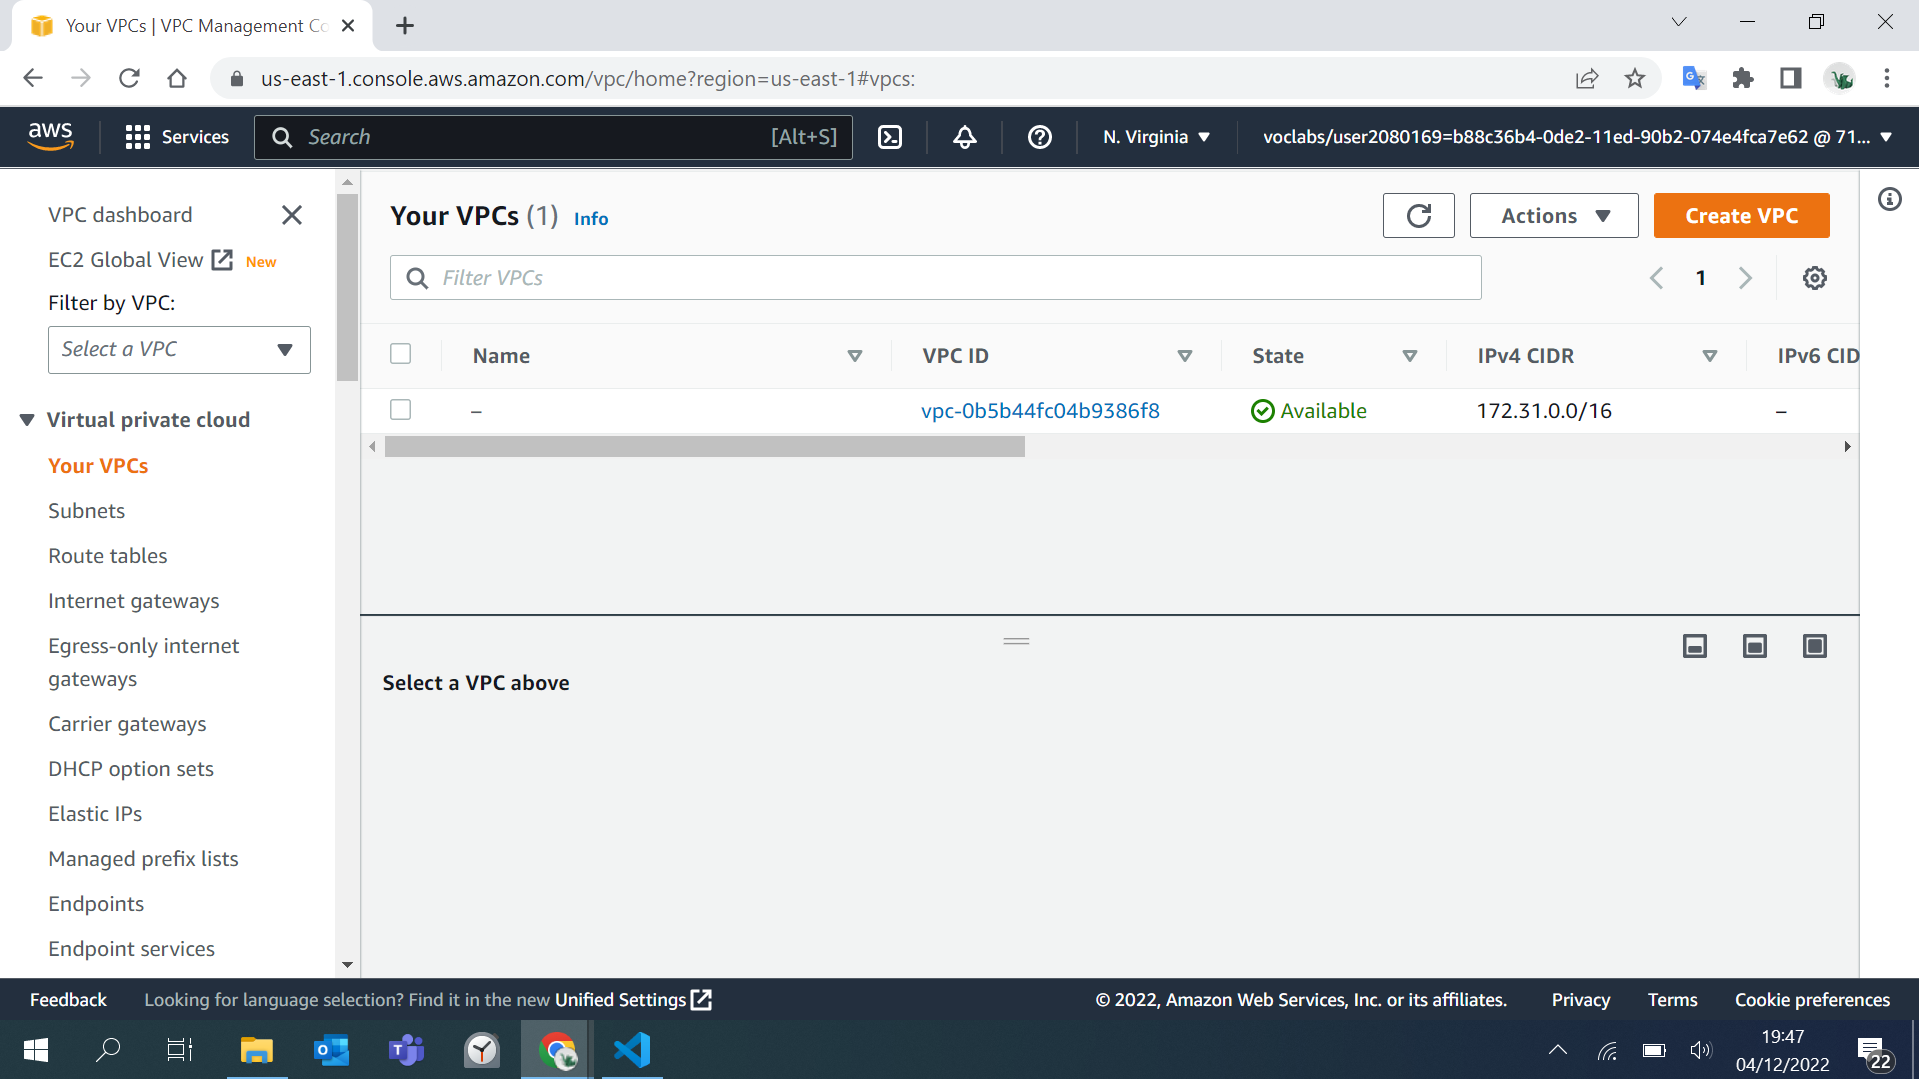 Your VPCs | VPC Management Co
us-east-1.console.aws.amazon.com/vpc/home?region=us-east-1#vpcs:
aws
Services
Search
[Alt+S]
N. Virginia
voclabs/user2080169=b88c36b4-0de2-11ed-90b2-074e4fca7e62 @ 71...
VPC dashboard
EC2 Global View New
Filter by VPC:
Select a VPC
Virtual private cloud
Your VPCs
Subnets
Route tables
Internet gateways
Egress-only internet
gateways
Carrier gateways
DHCP option sets
Elastic IPs
Managed prefix lists
Endpoints
Endpoint services
Your VPCs (1) Info
Actions
Create VPC
Filter VPCs
1
Name VPC ID State IPv4 CIDR IPv6 CID
– vpc-0b5b44fc04b9386f8 Available 172.31.0.0/16 –
Select a VPC above
Feedback Looking for language selection? Find it in the new Unified Settings © 2022, Amazon Web Services, Inc. or its affiliates. Privacy Terms Cookie preferences
19:47
04/12/2022
22